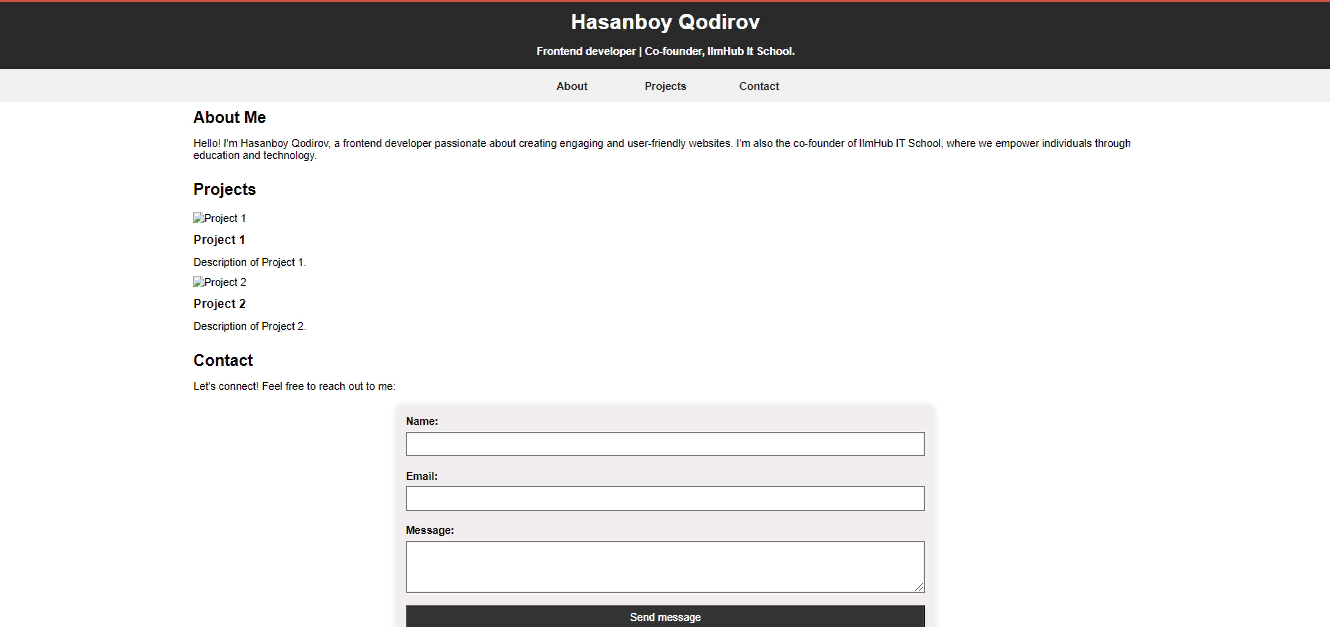 Hasanboy Qodirov
Frontend developer | Co-founder, IlmHub It School.
About Projects Contact
About Me
Hello! I'm Hasanboy Qodirov, a frontend developer passionate about creating engaging and user-friendly websites. I'm also the co-founder of IlmHub IT School, where we empower individuals through
education and technology.
Projects
Project 1
Project 1
Description of Project 1.
Project 2
Project 2
Description of Project 2.
Contact
Let's connect! Feel free to reach out to me:
Name:
Email:
Message:
Send message